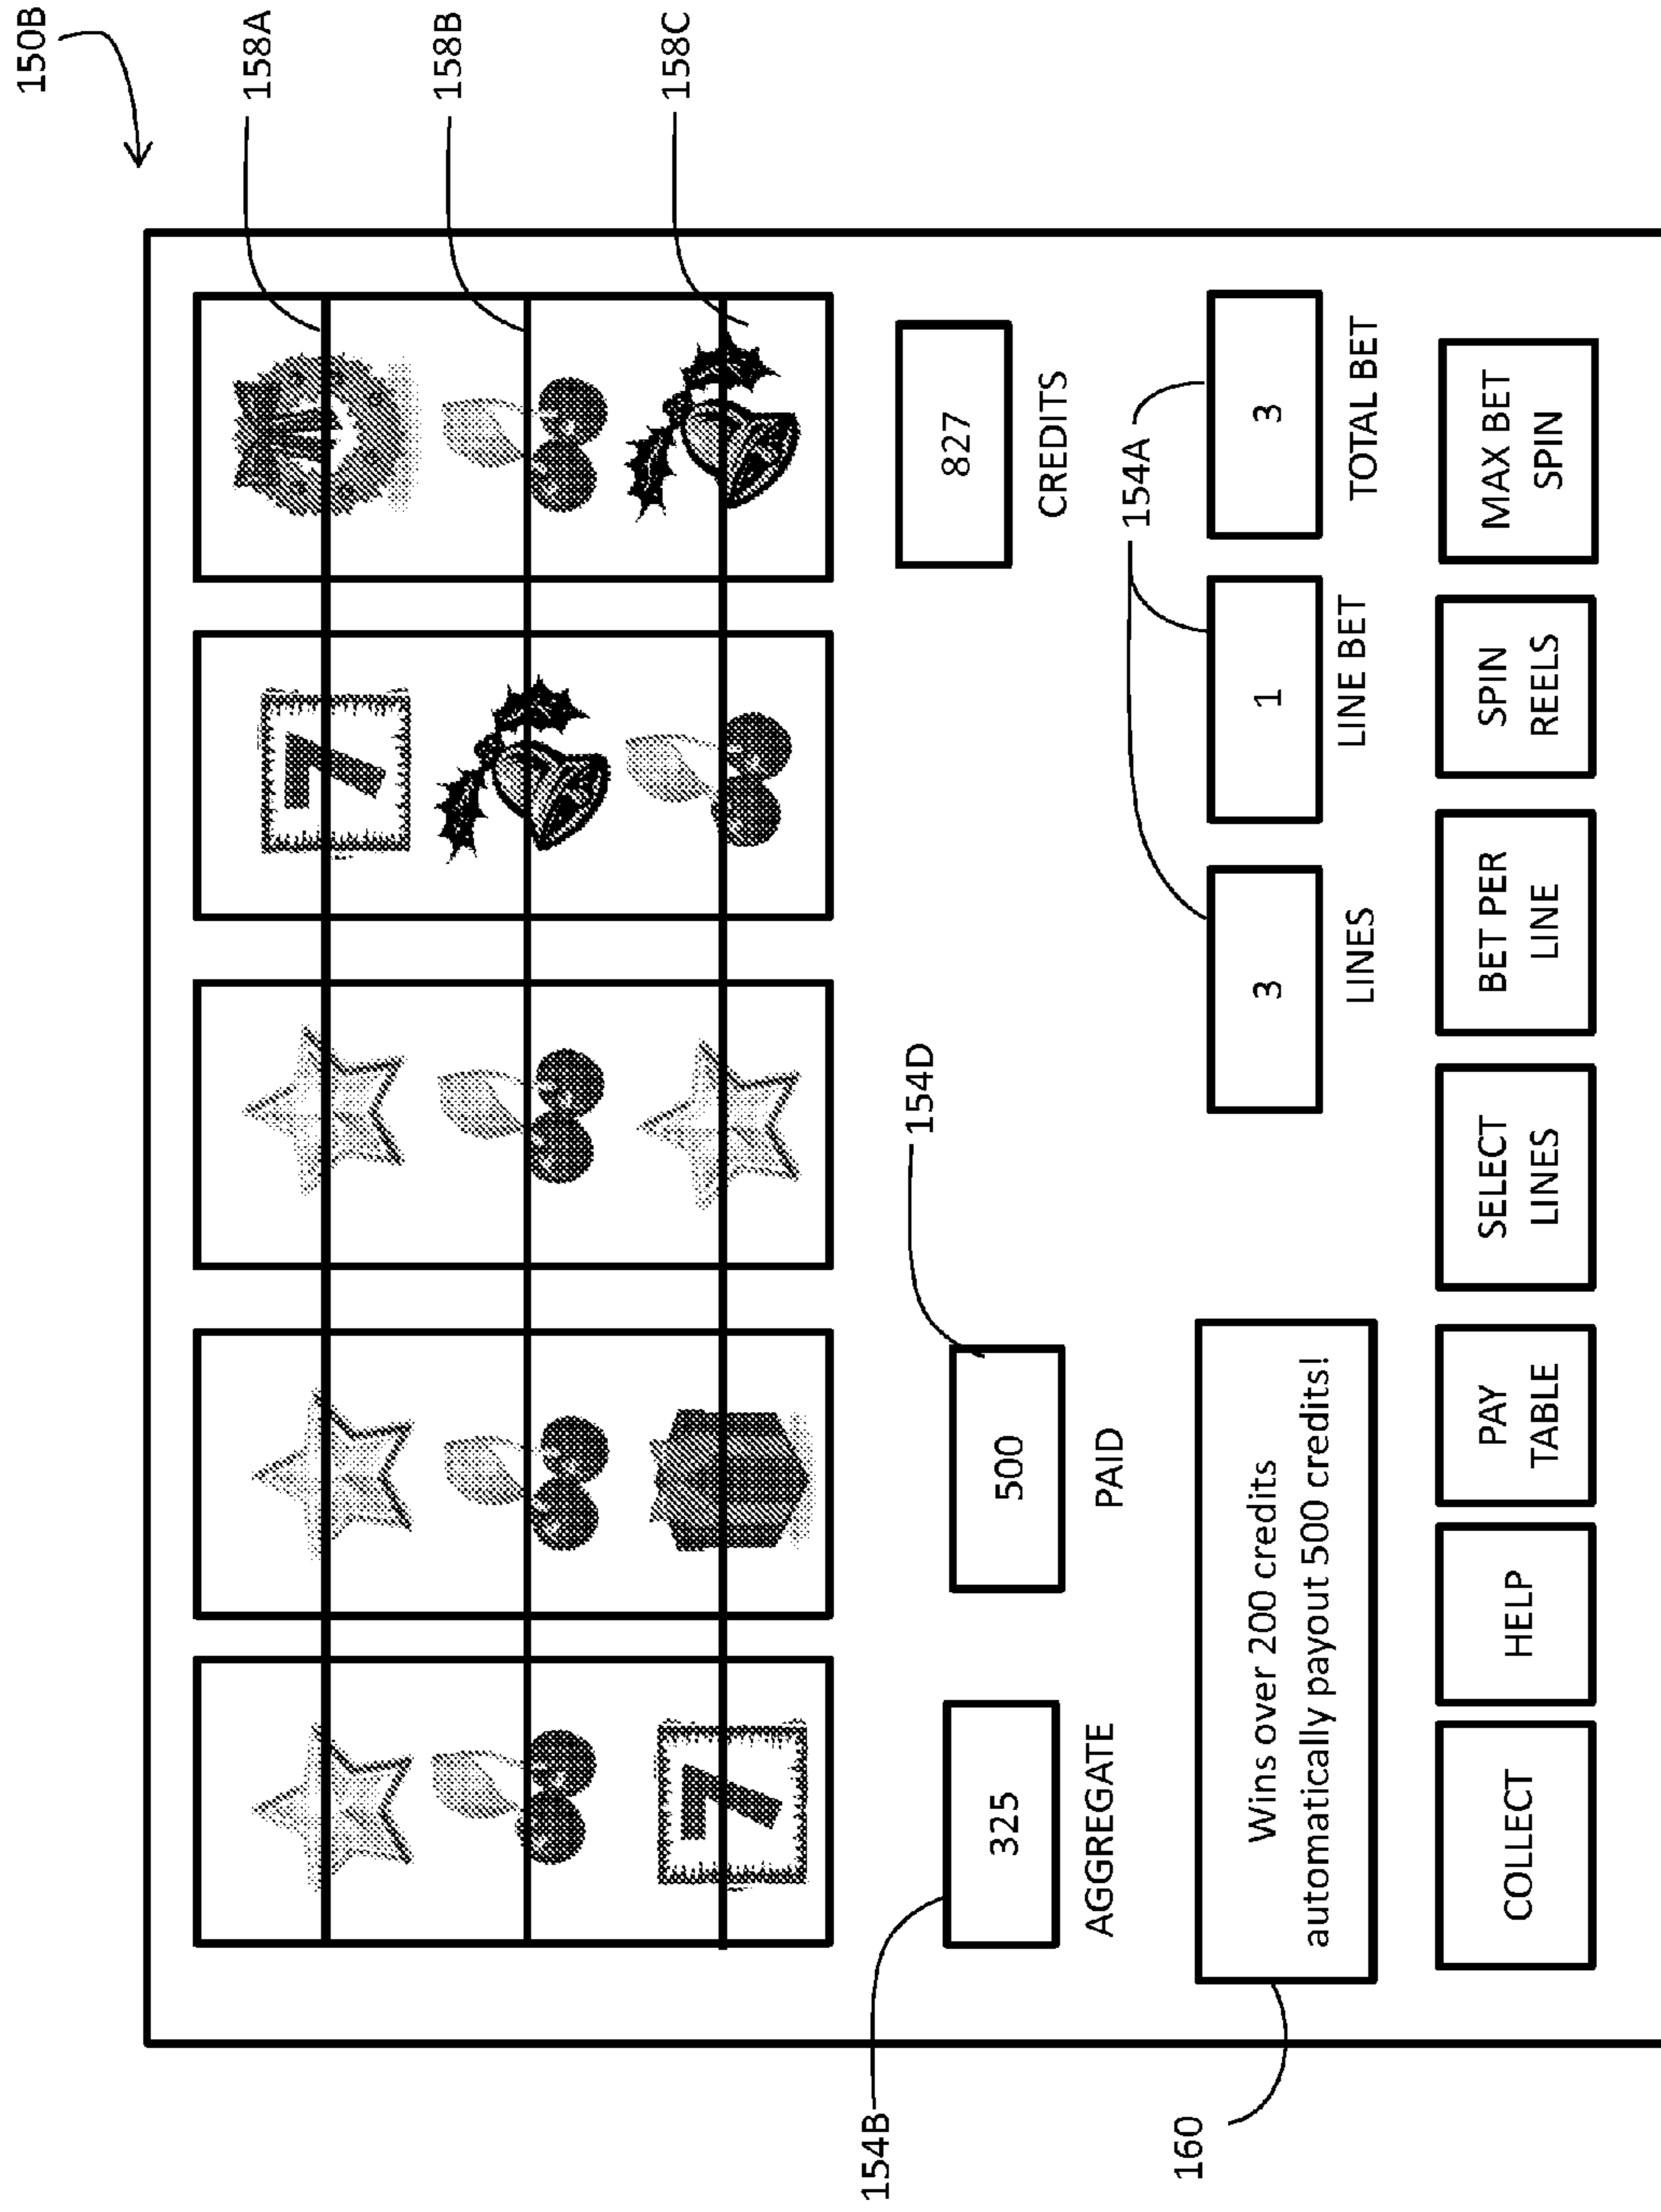 150B
158A
158B
158C
7
7
154D
827
CREDITS
154B
325
AGGREGATE
500
PAID
154A
3
LINES
1
LINE BET
3
TOTAL BET
160
Wins over 200 credits
automatically payout 500 credits!
COLLECT
HELP
PAY
TABLE
SELECT
LINES
BET PER
LINE
SPIN
REELS
MAX BET
SPIN